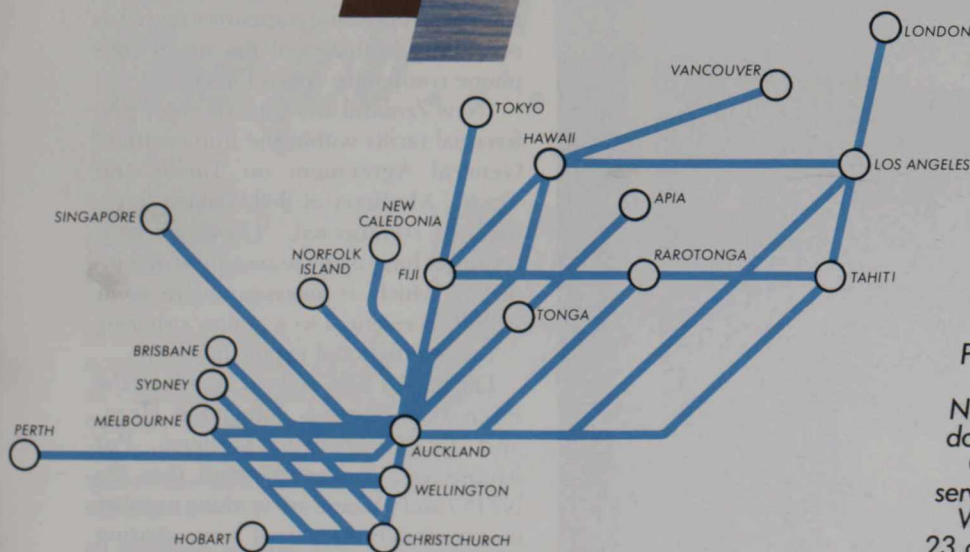 LONDON
VANCOUVER
TOKYO
HAWAII
LOS ANGELES
APIA
SINGAPORE
NEW
CALEDONIA
NORFOLK
ISLAND
FIJI
RAROTONGA
TAHITI
TONGA
BRISBANE
SYDNEY
MELBOURNE
PERTH
AUCKLAND
WELLINGTON
HOBART
CHRISTCHURCH
23